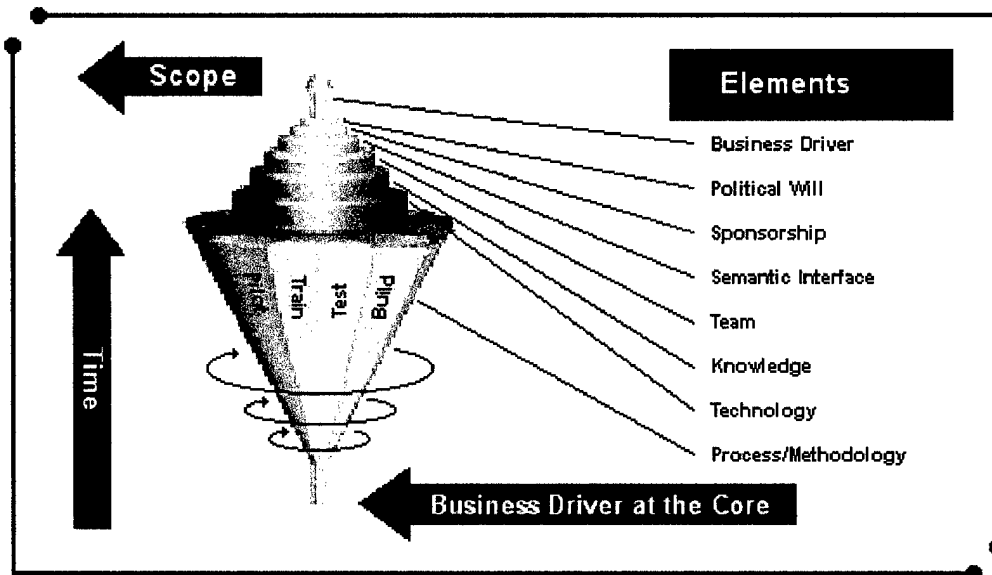 Scope
Elements
Business Driver
Political Will
Sponsorship
Semantic Interface
Team
Knowledge
Technology
Process/Methodology
Pilot
Train
Test
Build
Time
Business Driver at the Core